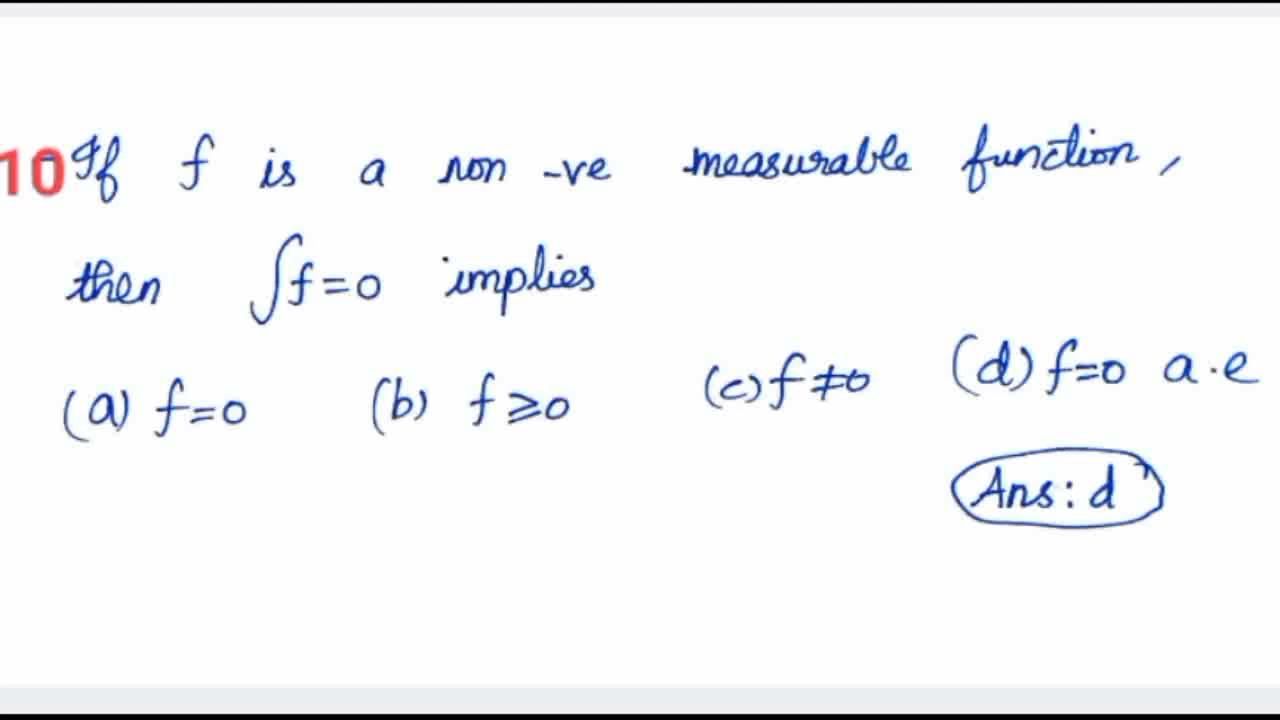 10 If f is a non -ve measurable function,
then ∫f=0 implies
(a) f=0 (b) f≥0 (c) f≠0 (d) f=0 a.e
Ans: d